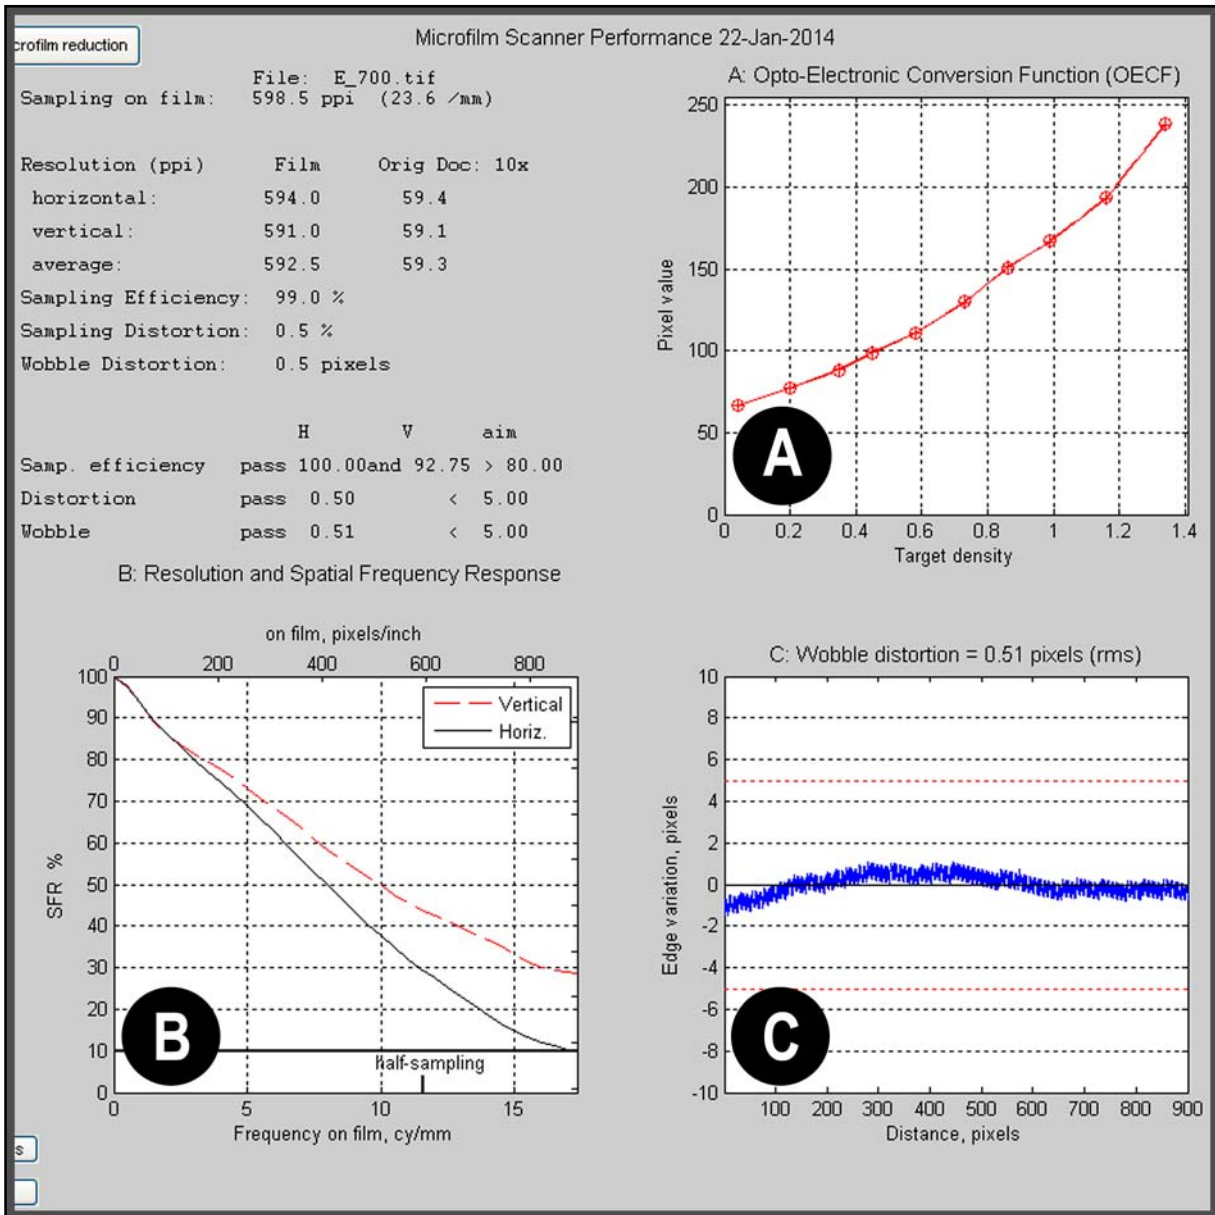 crofilm reduction
Microfilm Scanner Performance 22-Jan-2014
File: E_700.tif
Sampling on film: 598.5 ppi (23.6 /mm)
Resolution (ppi) Film Orig Doc: 10x
horizontal: 594.0 59.4
vertical: 591.0 59.1
average: 592.5 59.3
Sampling Efficiency: 99.0 %
Sampling Distortion: 0.5 %
Wobble Distortion: 0.5 pixels
H V aim
Samp. efficiency pass 100.00and 92.75 > 80.00
Distortion pass 0.50 < 5.00
Wobble pass 0.51 < 5.00
A: Opto-Electronic Conversion Function (OECF)
250
200
150
100
50
0
Pixel value
A
0 0.2 0.4 0.6 0.8 1 1.2 1.4
Target density
B: Resolution and Spatial Frequency Response
on film, pixels/inch
0 200 400 600 800
100
90
80
70
60
50
40
30
20
10
0
SFR %
Vertical
Horiz.
B
half-sampling
0 5 10 15
Frequency on film, cy/mm
C: Wobble distortion = 0.51 pixels (rms)
10
8
6
4
2
0
-2
-4
-6
-8
-10
Edge variation, pixels
C
100 200 300 400 500 600 700 800 900
Distance, pixels
s